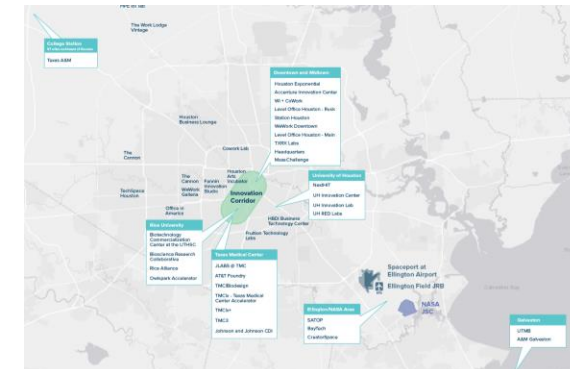 The Work Lodge
Vintage
College Station
Texas A&M
Downtown and Midtown
Houston Exponential
Accenture Innovation Center
WI + CoWork
Level Office Houston - Rusk
Station Houston
WeWork Downtown
Level Office Houston - Main
TXRX Labs
Headquarters
MassChallenge
Houston
Business Lounge
Cowork Lab
The
Cannon
Houston
Arts
Incubator
The
Cannon
WeWork
Galleria
Fannin
Innovation
Studio
TechSpace
Houston
Office in
America
Innovation
Corridor
University of Houston
UH Innovation Center
UH Innovation Lab
UH RED Labs
H&D Business
Technology Center
Fruition Technology
Labs
Rice University
Biotechnology
Commercialization
Center at the UTHSC
Bioscience Research
Collaborative
Rice Alliance
OwlSpark Accelerator
Texas Medical Center
JLABS @ TMC
AT&T Foundry
TMCBiodesign
TMCx - Texas Medical
Center Accelerator
TMCx+
TMC3
Johnson and Johnson CDI
Spaceport at
Ellington Airport
Ellington Field JRB
NASA
JSC
Ellington/NASA Area
SATOP
BayTech
Galveston
UTMB
A&M Galveston